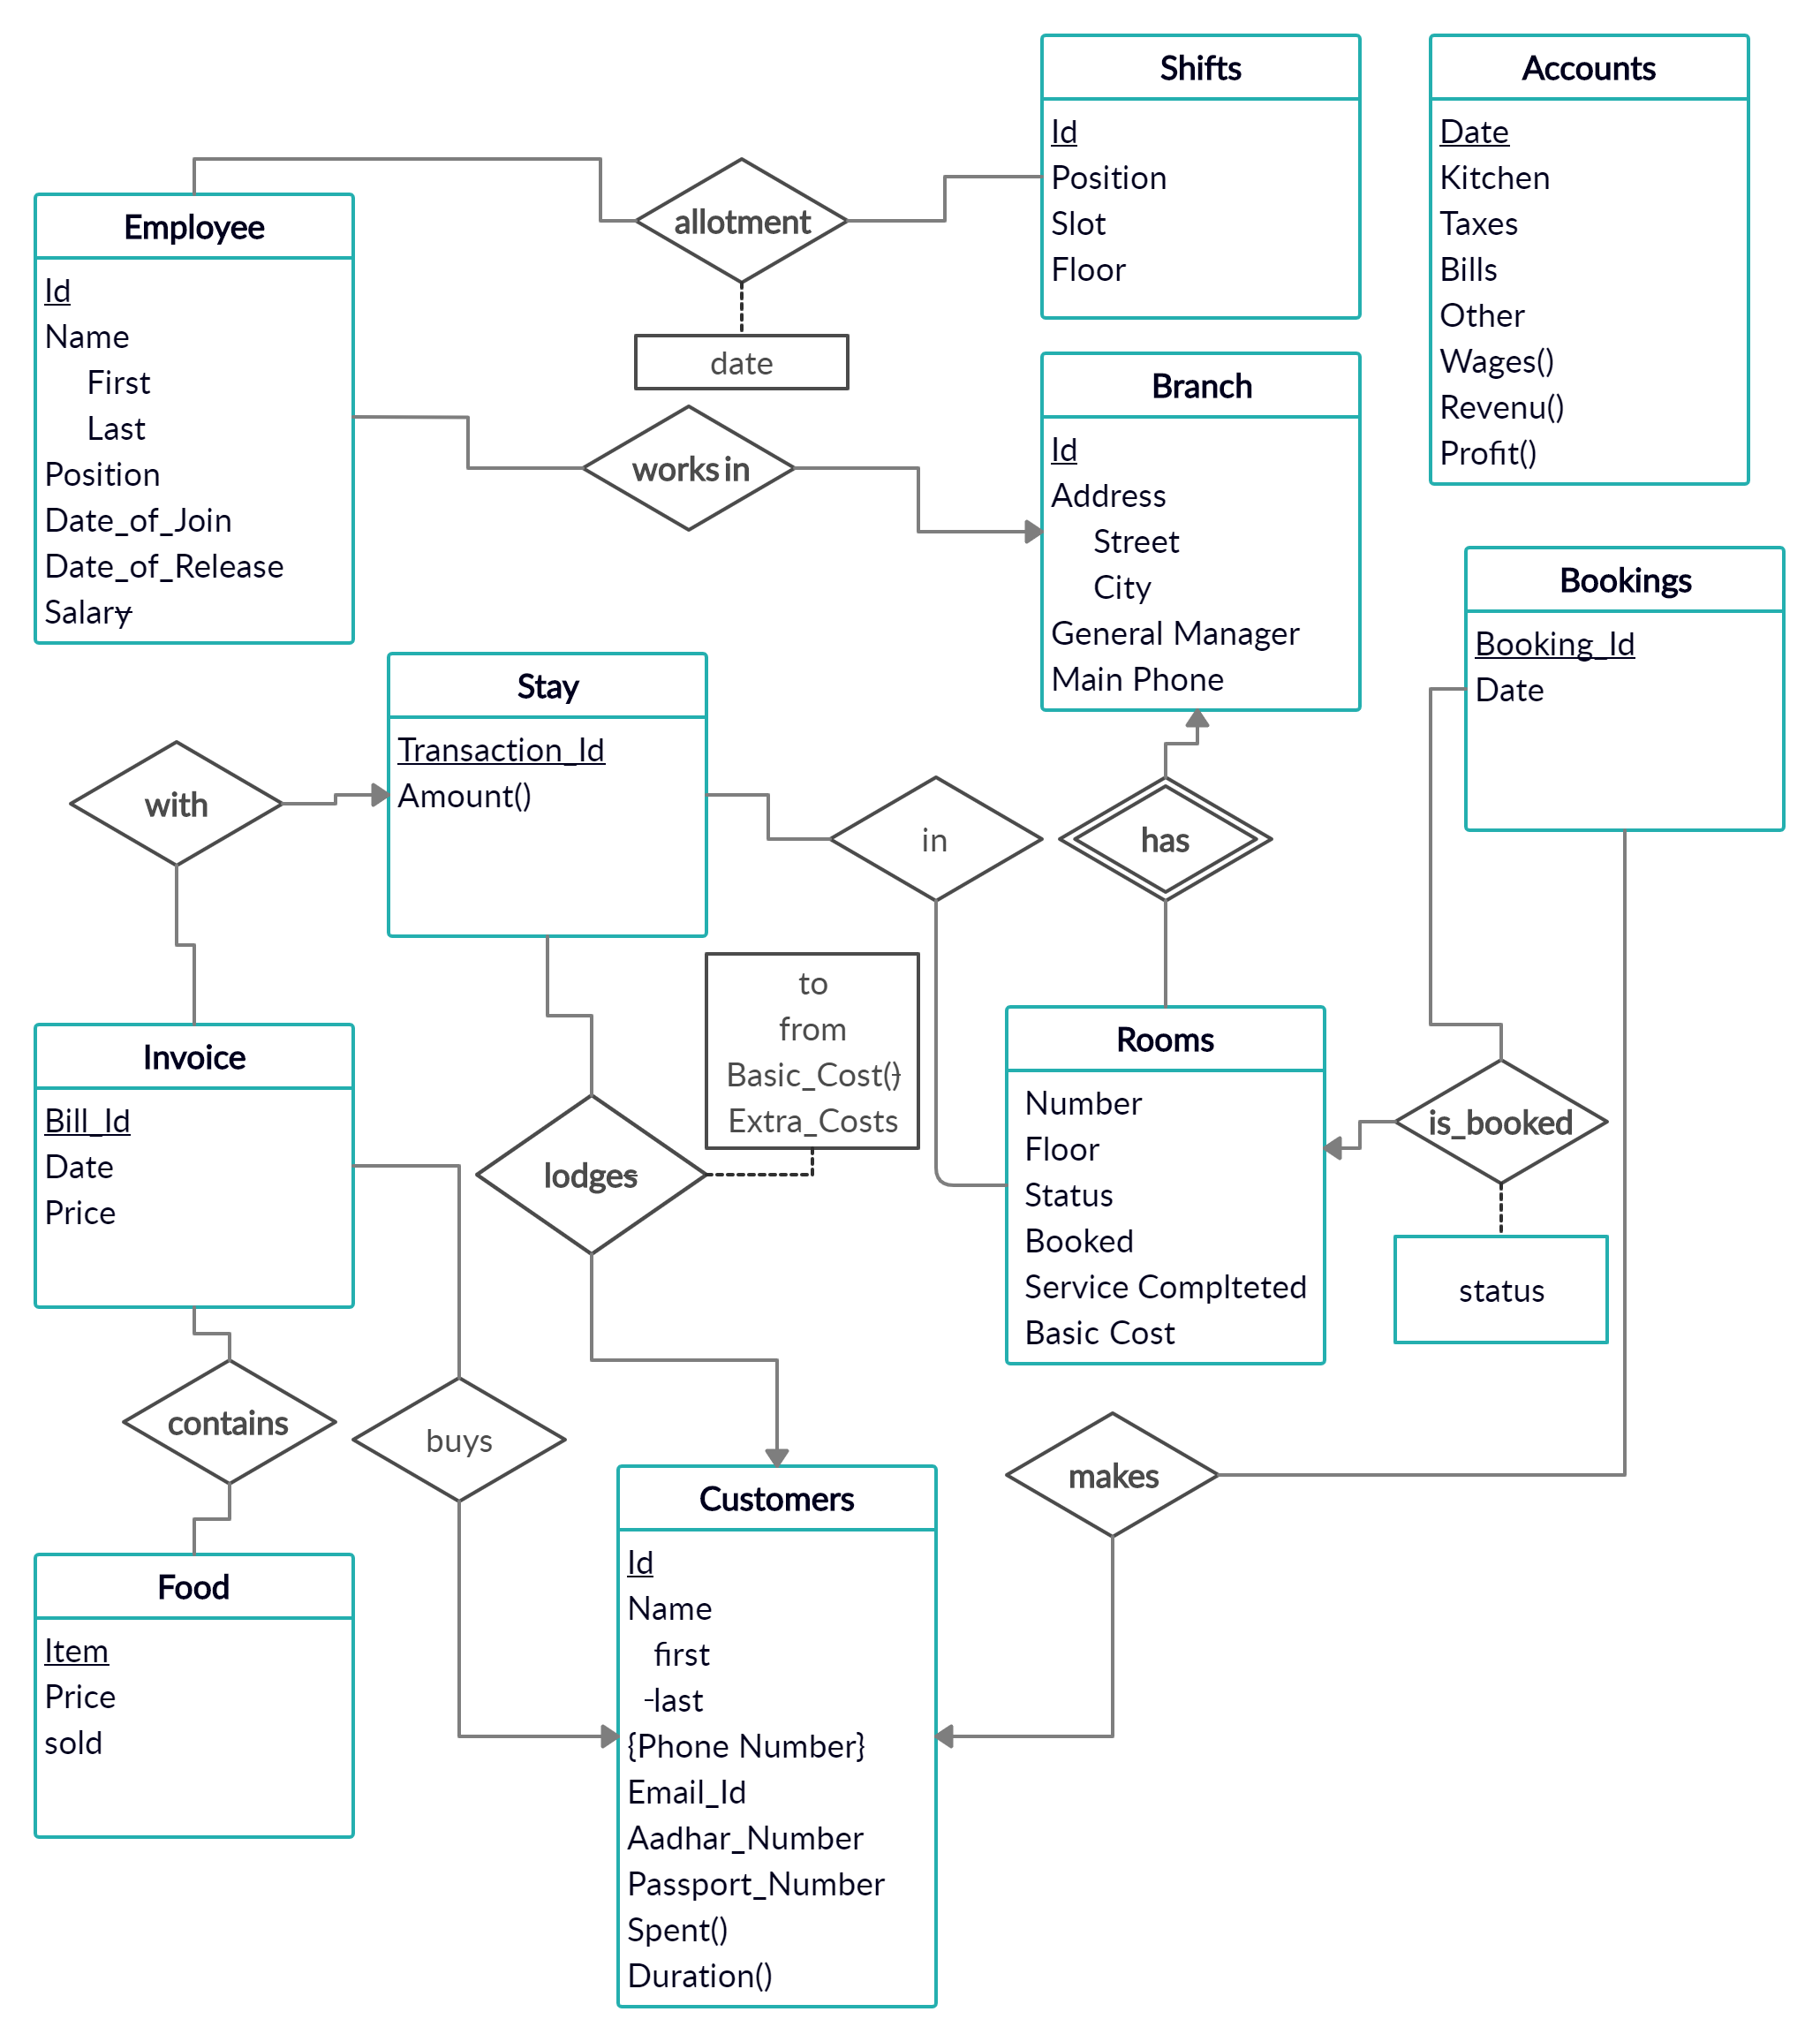 Shifts
Id
Position
Slot
Floor
Accounts
Date
Kitchen
Taxes
Bills
Other
Wages()
Revenu()
Profit()
allotment
date
Employee
Id
Name
First
Last
Position
Date_of_Join
Date_of_Release
Salary
works in
Branch
Id
Address
Street
City
General Manager
Main Phone
Bookings
Booking_Id
Date
Stay
Transaction_Id
Amount()
with
in
has
to
from
Basic_Cost()
Extra_Costs
Invoice
Bill_Id
Date
Price
lodges
Rooms
Number
Floor
Status
Booked
Service Complteted
Basic Cost
is_booked
status
contains
buys
makes
Food
Item
Price
sold
Customers
Id
Name
first
-last
{Phone Number}
Email_Id
Aadhar_Number
Passport_Number
Spent()
Duration()